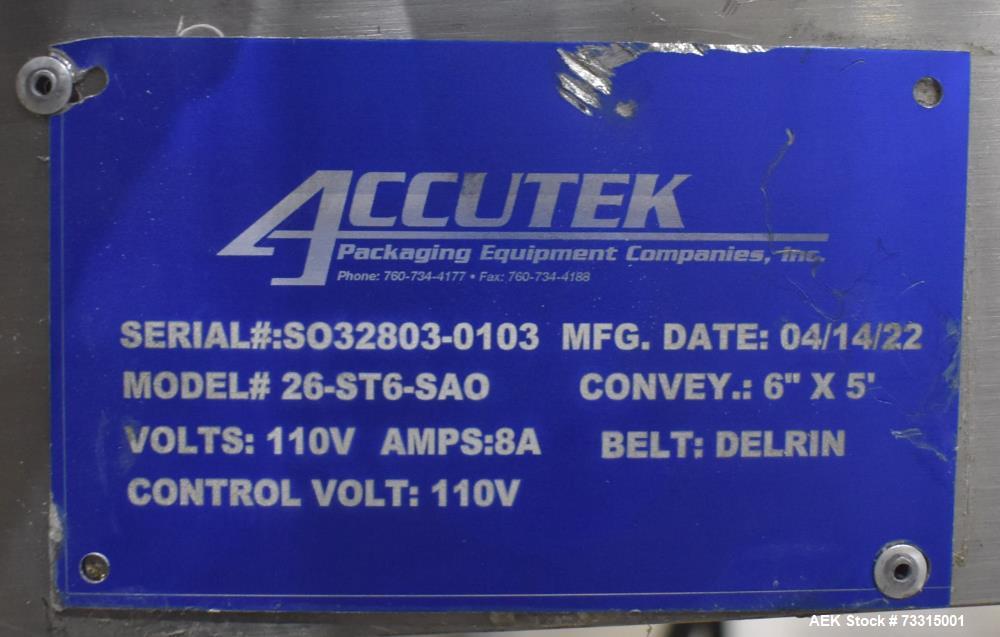 ACCUTEK
Packaging Equipment Companies, Inc.
Phone: 760-734-4177 • Fax: 760-734-4188
SERIAL#:SO32803-0103 MFG. DATE: 04/14/22
MODEL# 26-ST6-SAO CONVEY.: 6" X 5'
VOLTS: 110V AMPS:8A BELT: DELRIN
CONTROL VOLT: 110V
AEK Stock # 73315001